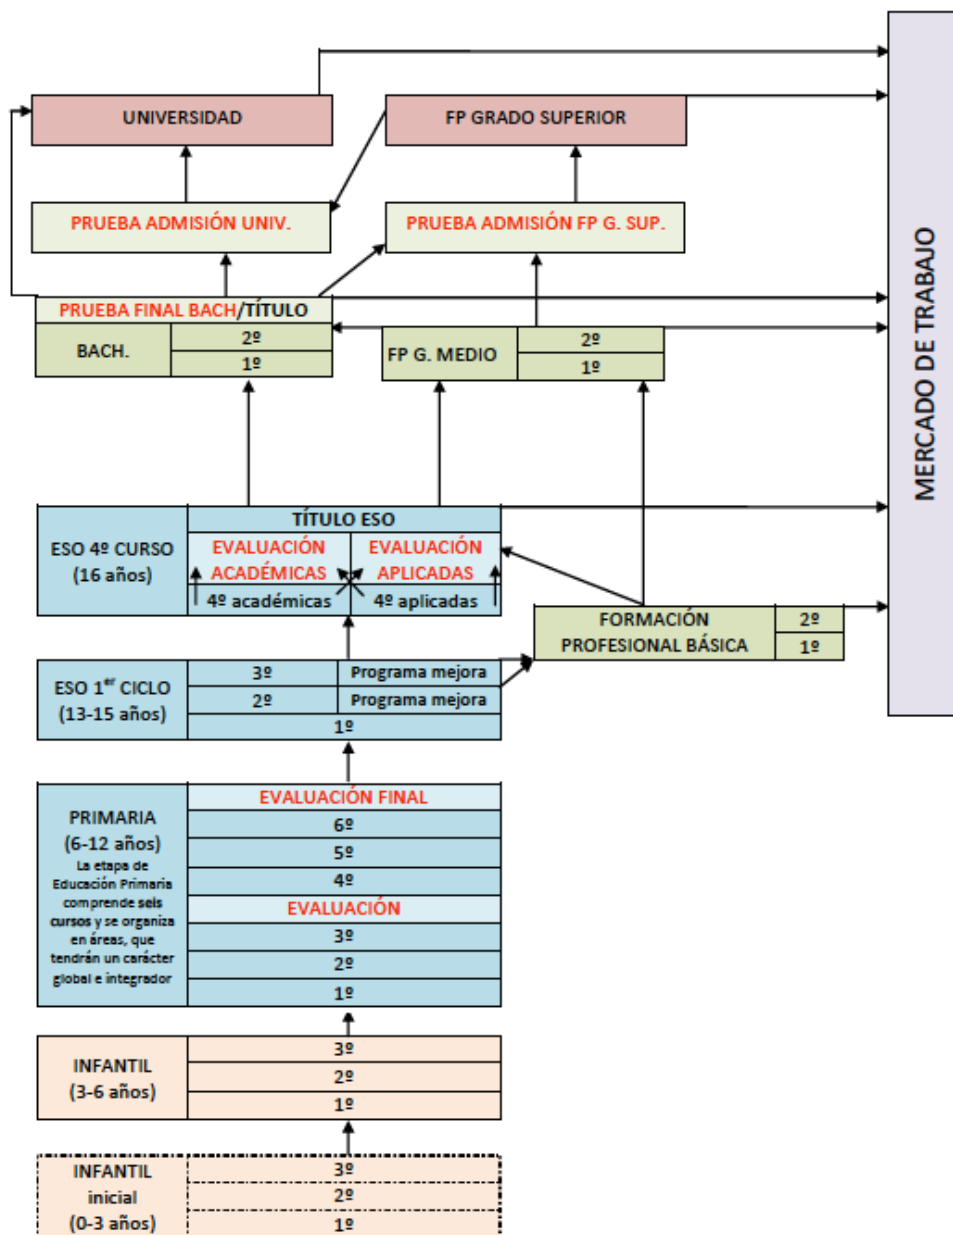 UNIVERSIDAD
FP GRADO SUPERIOR
PRUEBA ADMISIÓN UNIV.
PRUEBA ADMISIÓN FP G. SUP.
PRUEBA FINAL BACH/TÍTULO
BACH.
2º
1º
FP G. MEDIO
2º
1º
MERCADO DE TRABAJO
ESO 4º CURSO
(16 años)
TÍTULO ESO
EVALUACIÓN
ACADÉMICAS
EVALUACIÓN
APLICADAS
4º académicas
4º aplicadas
FORMACIÓN
PROFESIONAL BÁSICA
2º
1º
ESO 1er CICLO
(13-15 años)
3º
Programa mejora
2º
Programa mejora
1º
PRIMARIA
(6-12 años)
La etapa de
Educación Primaria
comprende seis
cursos y se organiza
en áreas, que
tendrán un carácter
global e integrador
EVALUACIÓN FINAL
6º
5º
4º
EVALUACIÓN
3º
2º
1º
INFANTIL
(3-6 años)
3º
2º
1º
INFANTIL
inicial
(0-3 años)
3º
2º
1º